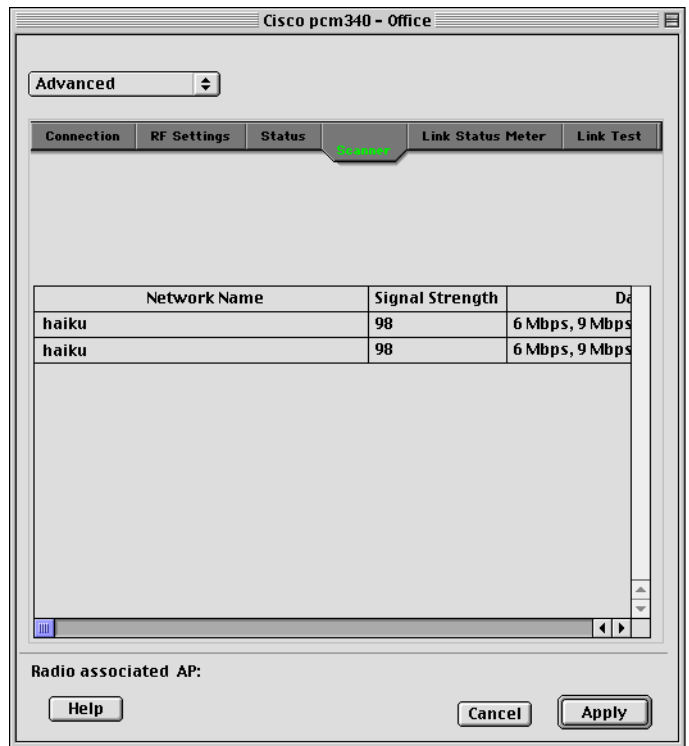 Cisco pcm340 - Office
Advanced
Connection RF Settings Status Scanner Link Status Meter Link Test
Network Name Signal Strength Da
haiku 98 6 Mbps, 9 Mbps
haiku 98 6 Mbps, 9 Mbps
Radio associated AP:
Help Cancel Apply